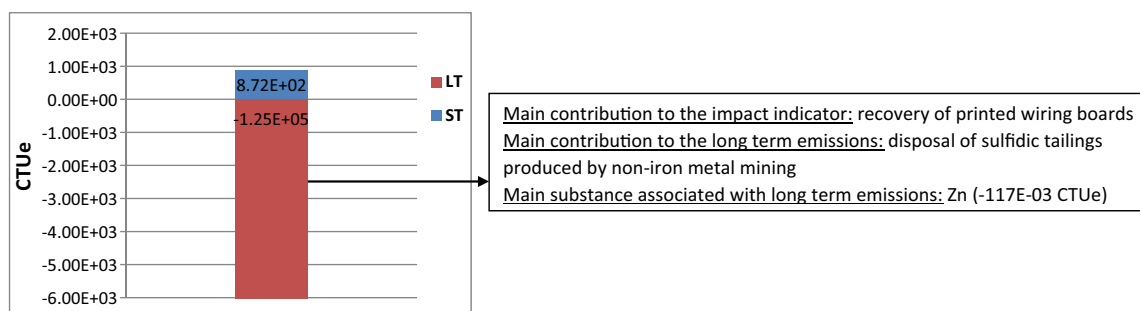 2.00E+03
1.00E+03
0.00E+00
-1.00E+03
-2.00E+03
-3.00E+03
-4.00E+03
-5.00E+03
-6.00E+03
CTUe
8.72E+02
-1.25E+05
LT
ST
Main contribution to the impact indicator: recovery of printed wiring boards
Main contribution to the long term emissions: disposal of sulfidic tailings
produced by non-iron metal mining
Main substance associated with long term emissions: Zn (-117E-03 CTUe)